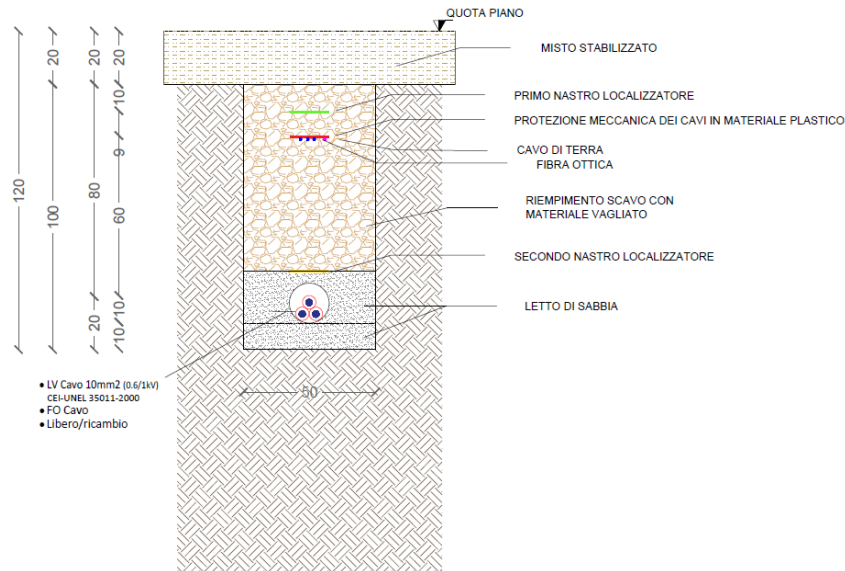 QUOTA PIANO
MISTO STABILIZZATO
PRIMO NASTRO LOCALIZZATORE
PROTEZIONE MECCANICA DEI CAVI IN MATERIALE PLASTICO
CAVO DI TERRA
FIBRA OTTICA
RIEMPIMENTO SCAVO CON
MATERIALE VAGLIATO
SECONDO NASTRO LOCALIZZATORE
LETTO DI SABBIA
120
20
100
20
80
20
20
10
9
60
10
10
50
• LV Cavo 10mm2 (0.6/1kV)
CEI-UNEL 35011-2000
• FO Cavo
• Libero/ricambio